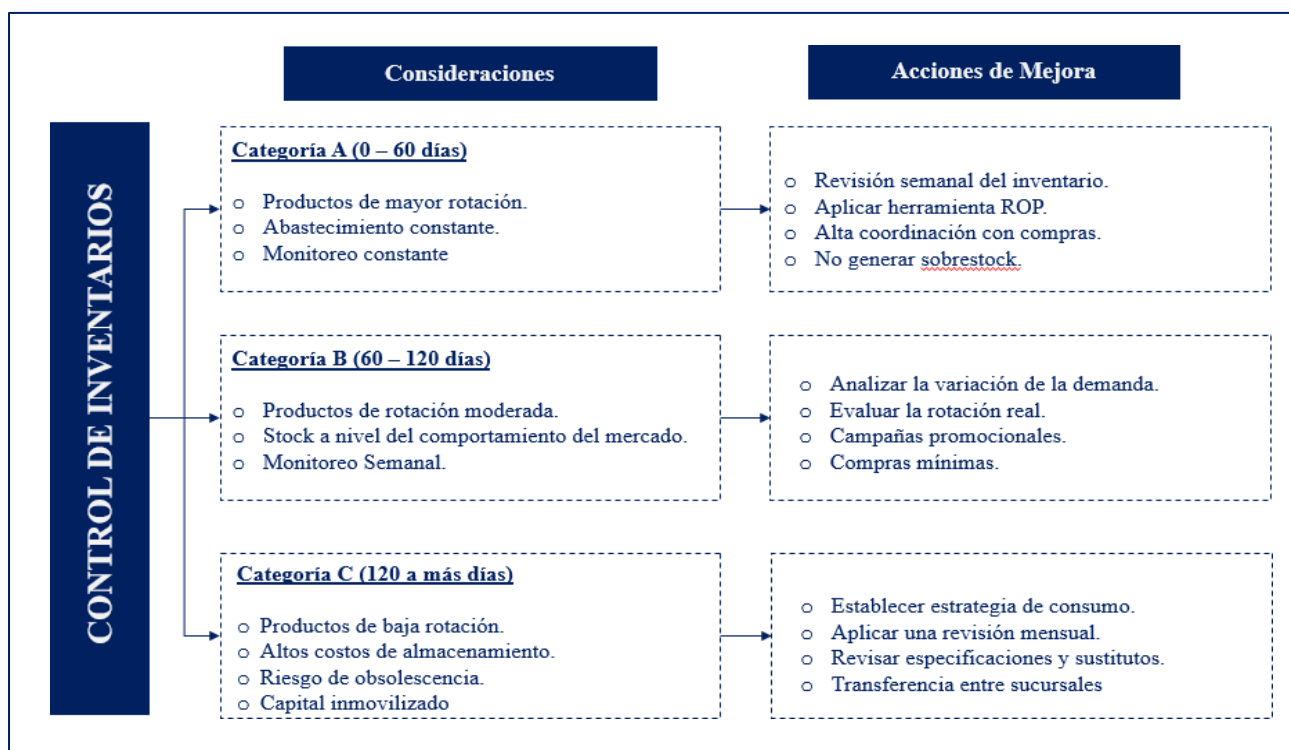 Consideraciones
Acciones de Mejora
CONTROL DE INVENTARIOS
Categoría A (0 – 60 días)
o Productos de mayor rotación.
o Abastecimiento constante.
o Monitoreo constante
o Revisión semanal del inventario.
o Aplicar herramienta ROP.
o Alta coordinación con compras.
o No generar sobrestock.
Categoría B (60 – 120 días)
o Productos de rotación moderada.
o Stock a nivel del comportamiento del mercado.
o Monitoreo Semanal.
o Analizar la variación de la demanda.
o Evaluar la rotación real.
o Campañas promocionales.
o Compras mínimas.
Categoría C (120 a más días)
o Productos de baja rotación.
o Altos costos de almacenamiento.
o Riesgo de obsolescencia.
o Capital inmovilizado
o Establecer estrategia de consumo.
o Aplicar una revisión mensual.
o Revisar especificaciones y sustitutos.
o Transferencia entre sucursales